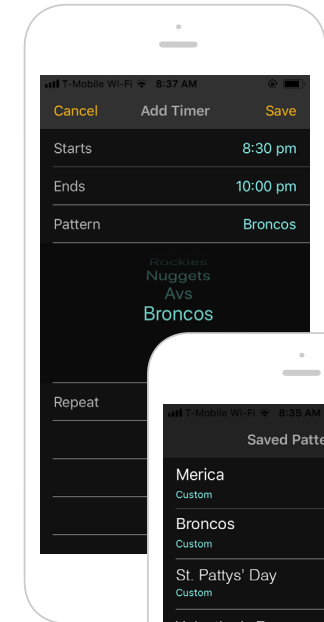 T-Mobile Wi-Fi 8:37 AM
Cancel Add Timer Save
Starts 8:30 pm
Ends 10:00 pm
Pattern Broncos
Rockies
Nuggets
Avs
Broncos
Repeat
T-Mobile Wi-Fi 8:35 AM
Saved Patte
Merica
Custom
Broncos
Custom
St. Pattys' Day
Custom